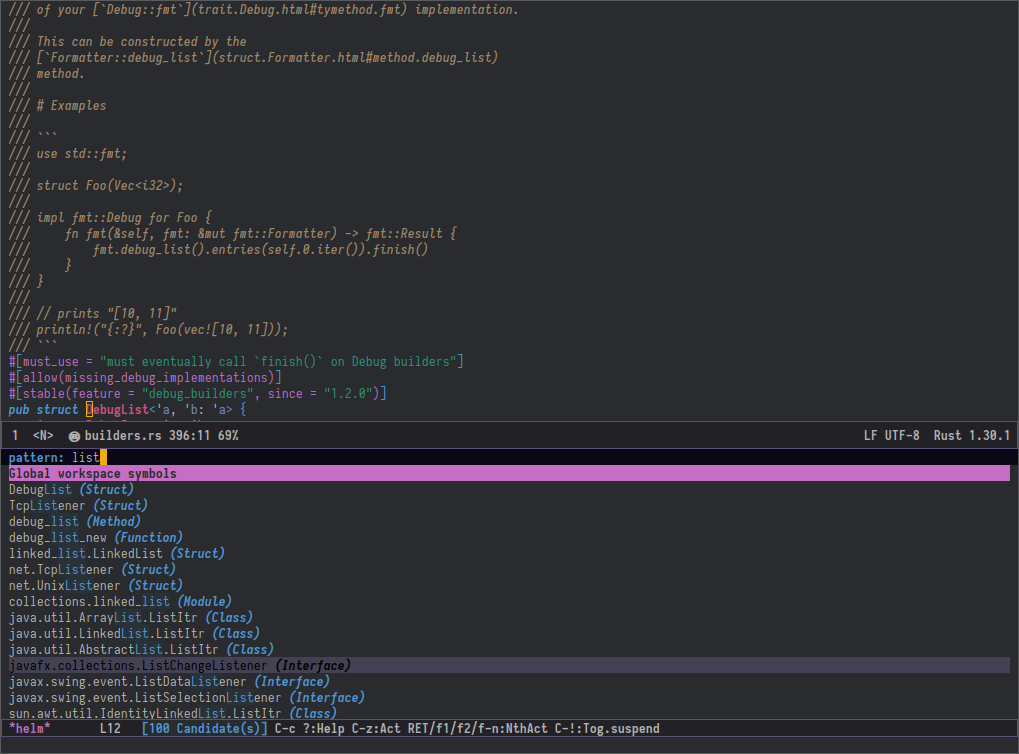 /// of your [`Debug::fmt`](trait.Debug.html#tymethod.fmt) implementation.
///
/// This can be constructed by the
/// [`Formatter::debug_list`](struct.Formatter.html#method.debug_list)
/// method.
///
/// # Examples
///
/// ```
/// use std::fmt;
///
/// struct Foo(Vec<i32>);
///
/// impl fmt::Debug for Foo {
///     fn fmt(&self, fmt: &mut fmt::Formatter) -> fmt::Result {
///         fmt.debug_list().entries(self.0.iter()).finish()
///     }
/// }
///
/// // prints "[10, 11]"
/// println!("{:?}", Foo(vec![10, 11]));
/// ```
#[must_use = "must eventually call `finish()` on Debug builders"]
#[allow(missing_debug_implementations)]
#[stable(feature = "debug_builders", since = "1.2.0")]
pub struct DebugList<'a, 'b: 'a> {
1 <N> builders.rs 396:11 69% LF UTF-8 Rust 1.30.1
pattern: list
Global workspace symbols
DebugList (Struct)
TcpListener (Struct)
debug_list (Method)
debug_list_new (Function)
linked_list.LinkedList (Struct)
net.TcpListener (Struct)
net.UnixListener (Struct)
collections.linked_list (Module)
java.util.ArrayList.ListItr (Class)
java.util.LinkedList.ListItr (Class)
java.util.AbstractList.ListItr (Class)
javafx.collections.ListChangeListener (Interface)
javax.swing.event.ListDataListener (Interface)
javax.swing.event.ListSelectionListener (Interface)
sun.awt.util.IdentityLinkedList.ListItr (Class)
*helm* L12 [100 Candidate(s)] C-c ?:Help C-z:Act RET/f1/f2/f-n:NthAct C-!:Tog.suspend